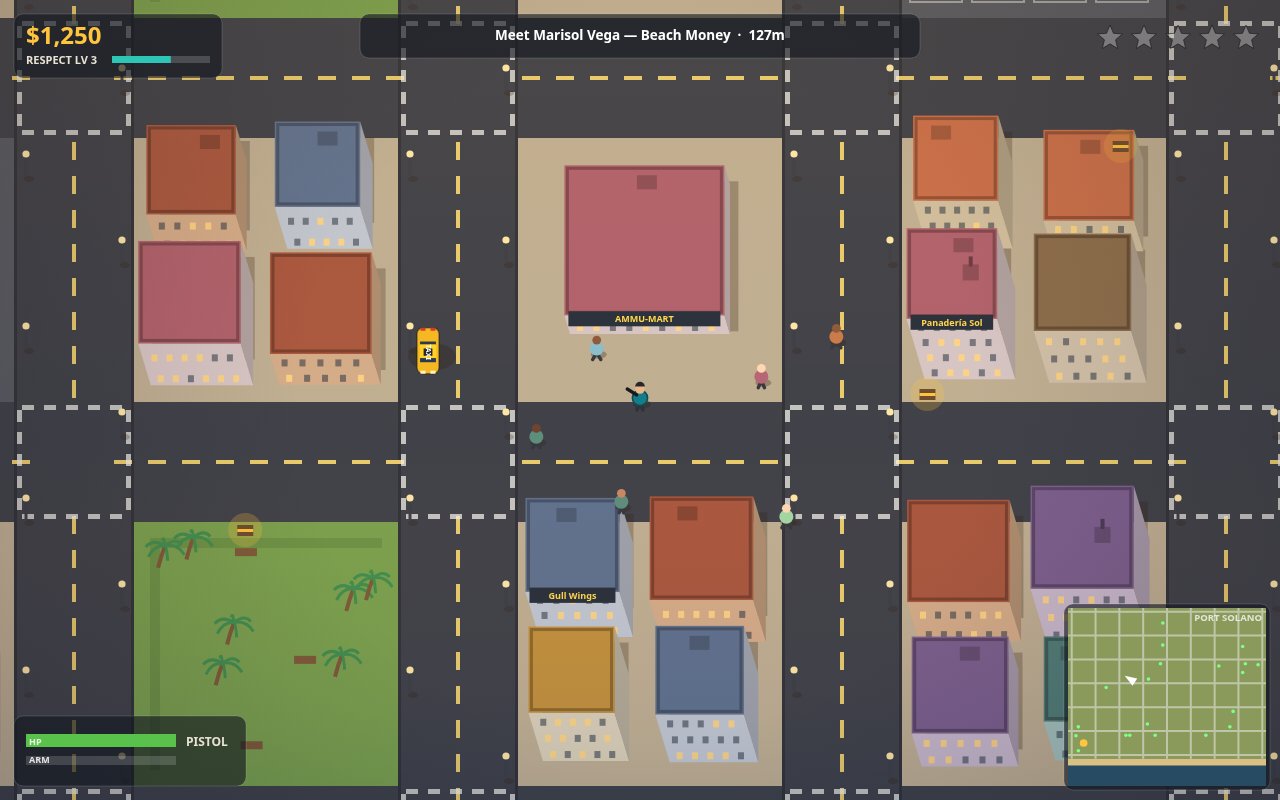 $1,250
RESPECT LV 3
Meet Marisol Vega — Beach Money · 127m
AMMU-MART
Panadería Sol
Gull Wings
PORT SOLANO
HP
PISTOL
ARM